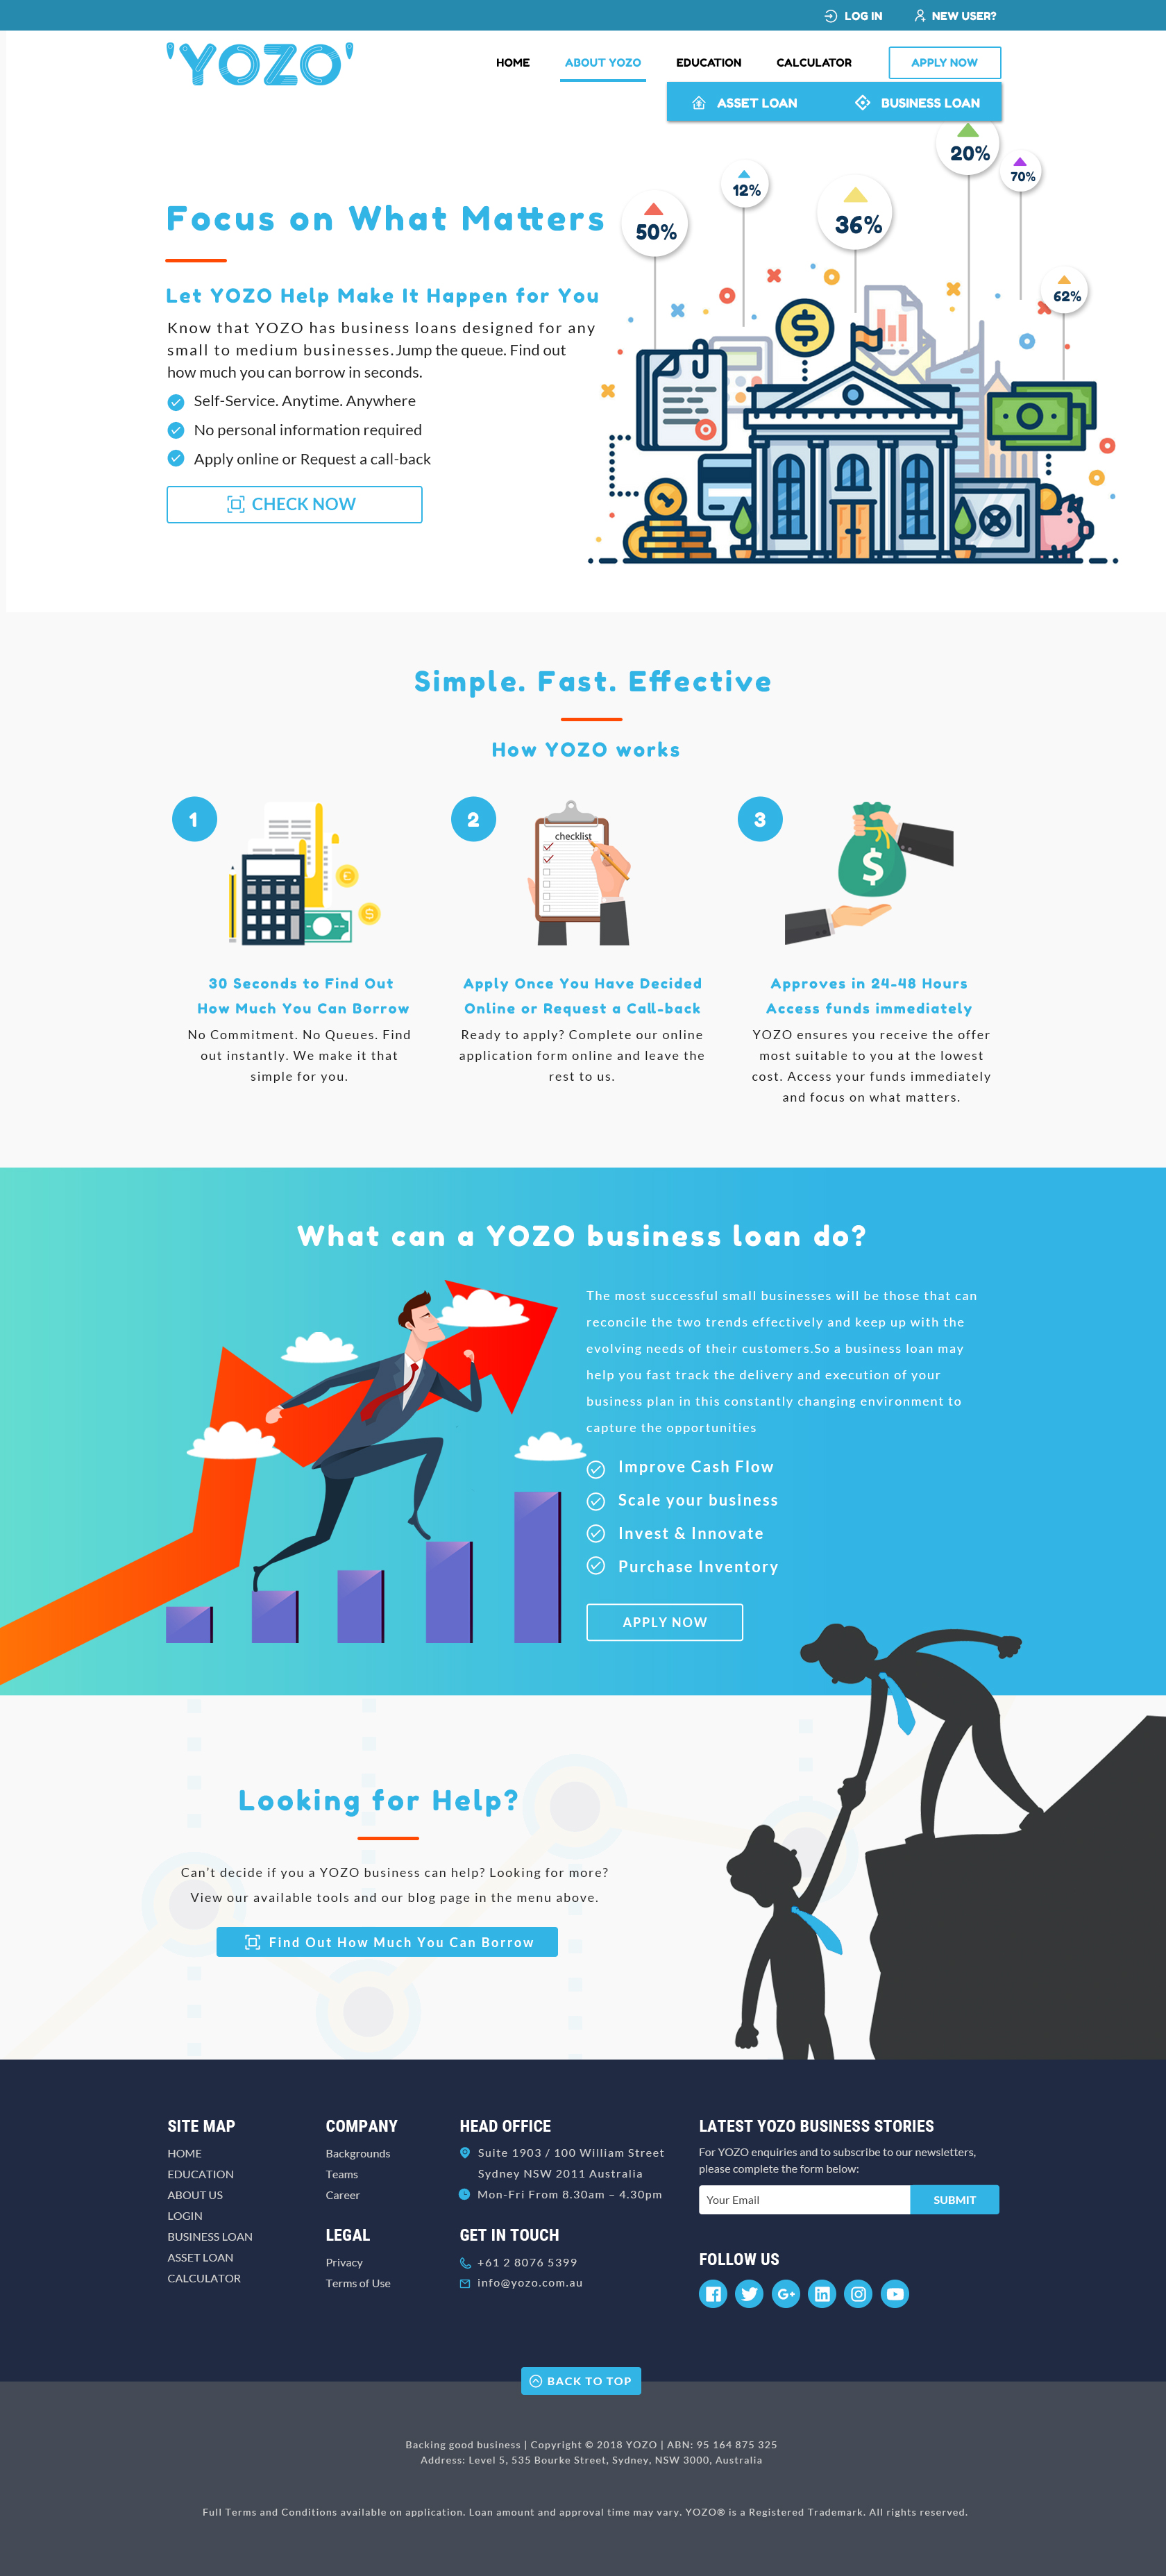 LOG IN
NEW USER?
'YOZO'
HOME
ABOUT YOZO
EDUCATION
CALCULATOR
APPLY NOW
ASSET LOAN
BUSINESS LOAN
20%
70%
12%
50%
36%
62%
Focus on What Matters
Let YOZO Help Make It Happen for You
Know that YOZO has business loans designed for any
small to medium businesses.Jump the queue. Find out
how much you can borrow in seconds.
Self-Service. Anytime. Anywhere
No personal information required
Apply online or Request a call-back
CHECK NOW
$
Simple. Fast. Effective
How YOZO works
1
£
$
30 Seconds to Find Out
How Much You Can Borrow
No Commitment. No Queues. Find
out instantly. We make it that
simple for you.
2
checklist
Apply Once You Have Decided
Online or Request a Call-back
Ready to apply? Complete our online
application form online and leave the
rest to us.
3
$
Approves in 24-48 Hours
Access funds immediately
YOZO ensures you receive the offer
most suitable to you at the lowest
cost. Access your funds immediately
and focus on what matters.
What can a YOZO business loan do?
The most successful small businesses will be those that can
reconcile the two trends effectively and keep up with the
evolving needs of their customers.So a business loan may
help you fast track the delivery and execution of your
business plan in this constantly changing environment to
capture the opportunities
Improve Cash Flow
Scale your business
Invest & Innovate
Purchase Inventory
APPLY NOW
Looking for Help?
Can't decide if you a YOZO business can help? Looking for more?
View our available tools and our blog page in the menu above.
Find Out How Much You Can Borrow
SITE MAP
HOME
EDUCATION
ABOUT US
LOGIN
BUSINESS LOAN
ASSET LOAN
CALCULATOR
COMPANY
Backgrounds
Teams
Career
LEGAL
Privacy
Terms of Use
HEAD OFFICE
Suite 1903 / 100 William Street
Sydney NSW 2011 Australia
Mon-Fri From 8.30am – 4.30pm
GET IN TOUCH
+61 2 8076 5399
info@yozo.com.au
LATEST YOZO BUSINESS STORIES
For YOZO enquiries and to subscribe to our newsletters,
please complete the form below:
Your Email
SUBMIT
FOLLOW US
BACK TO TOP
Backing good business | Copyright © 2018 YOZO | ABN: 95 164 875 325
Address: Level 5, 535 Bourke Street, Sydney, NSW 3000, Australia
Full Terms and Conditions available on application. Loan amount and approval time may vary. YOZO® is a Registered Trademark. All rights reserved.